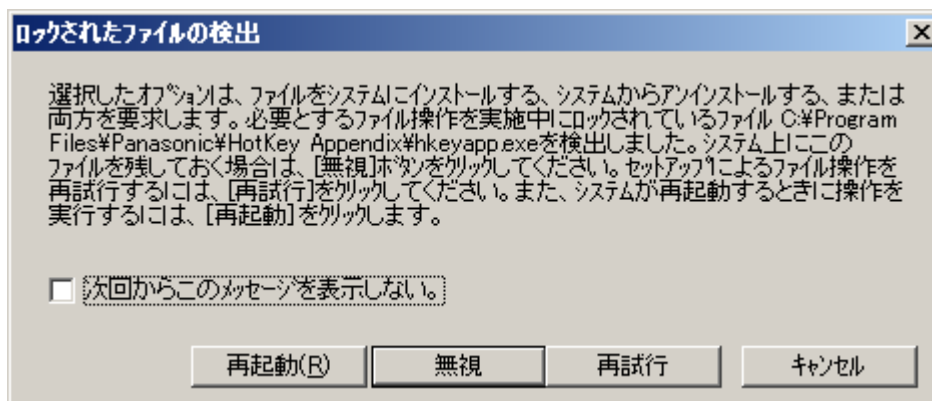 ロックされたファイルの検出
選択したオプションは、ファイルをシステムにインストールする、システムからアンインストールする、または
両方を要求します。必要とするファイル操作を実施中にロックされているファイル C:¥Program
Files¥Panasonic¥HotKey Appendix¥hkeyapp.exeを検出しました。システム上にこの
ファイルを残しておく場合は、[無視]ボタンをクリックしてください。セットアップによるファイル操作を
再試行するには、[再試行]をクリックしてください。また、システムが再起動するときに操作を
実行するには、[再起動]をクリックします。
次回からこのメッセージを表示しない。
再起動(R) 無視 再試行 キャンセル